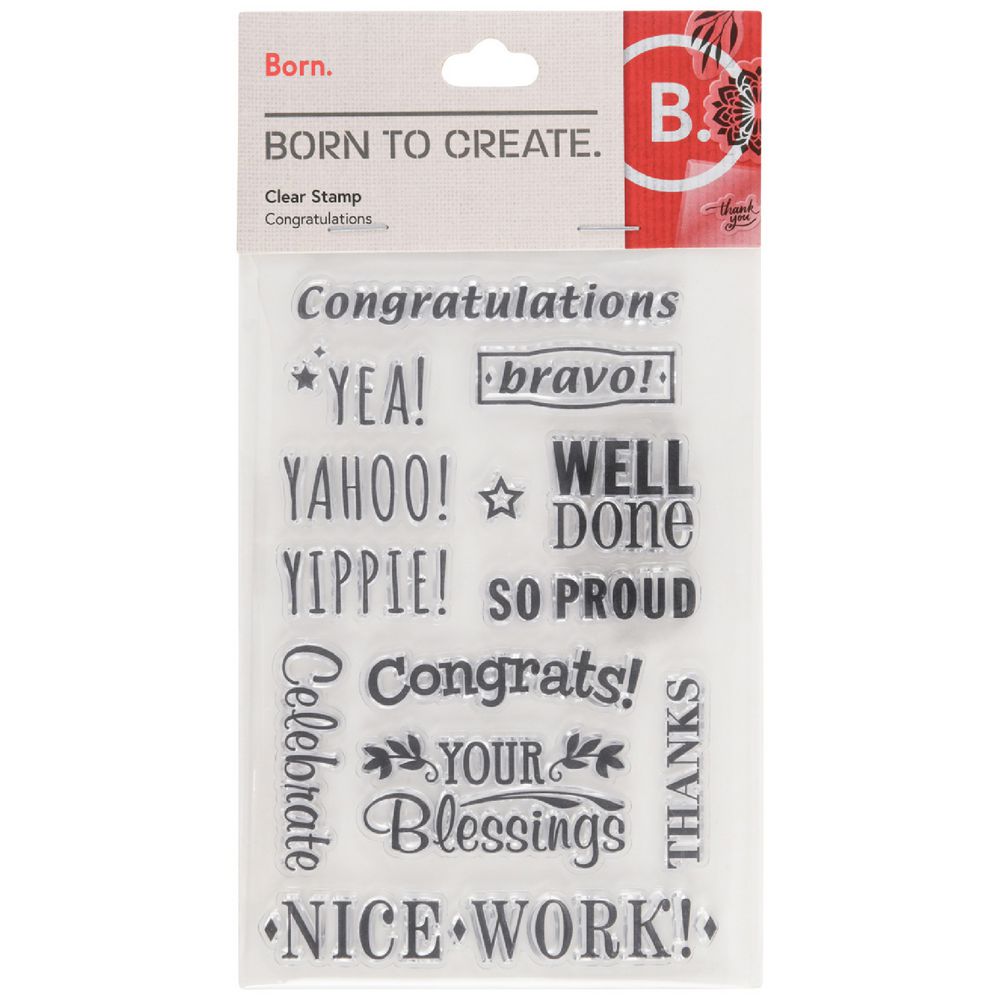 Born.
BORN TO CREATE.
Clear Stamp
Congratulations
B.
thank
you
Congratulations
YEA!
bravo!
YAHOO!
WELL
Done
YIPPIE!
SO PROUD
Celebrate
Congrats!
YOUR
Blessings
THANKS
NICE WORK!